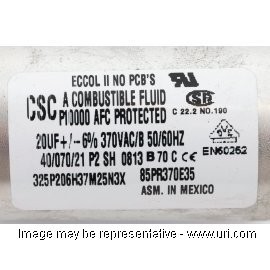 ECCOL II NO PCB'S
CSC A COMBUSTIBLE FLUID
P10000 AFC PROTECTED
C 22.2 NO.190
20UF+/-6% 370VAC/B 50/60HZ
40/070/21 P2 SH 0813 B 70 C CE EN60252
325P206H37M25N3X 85PR370E35
ASM. IN MEXICO
Image may be representative - www.uri.com